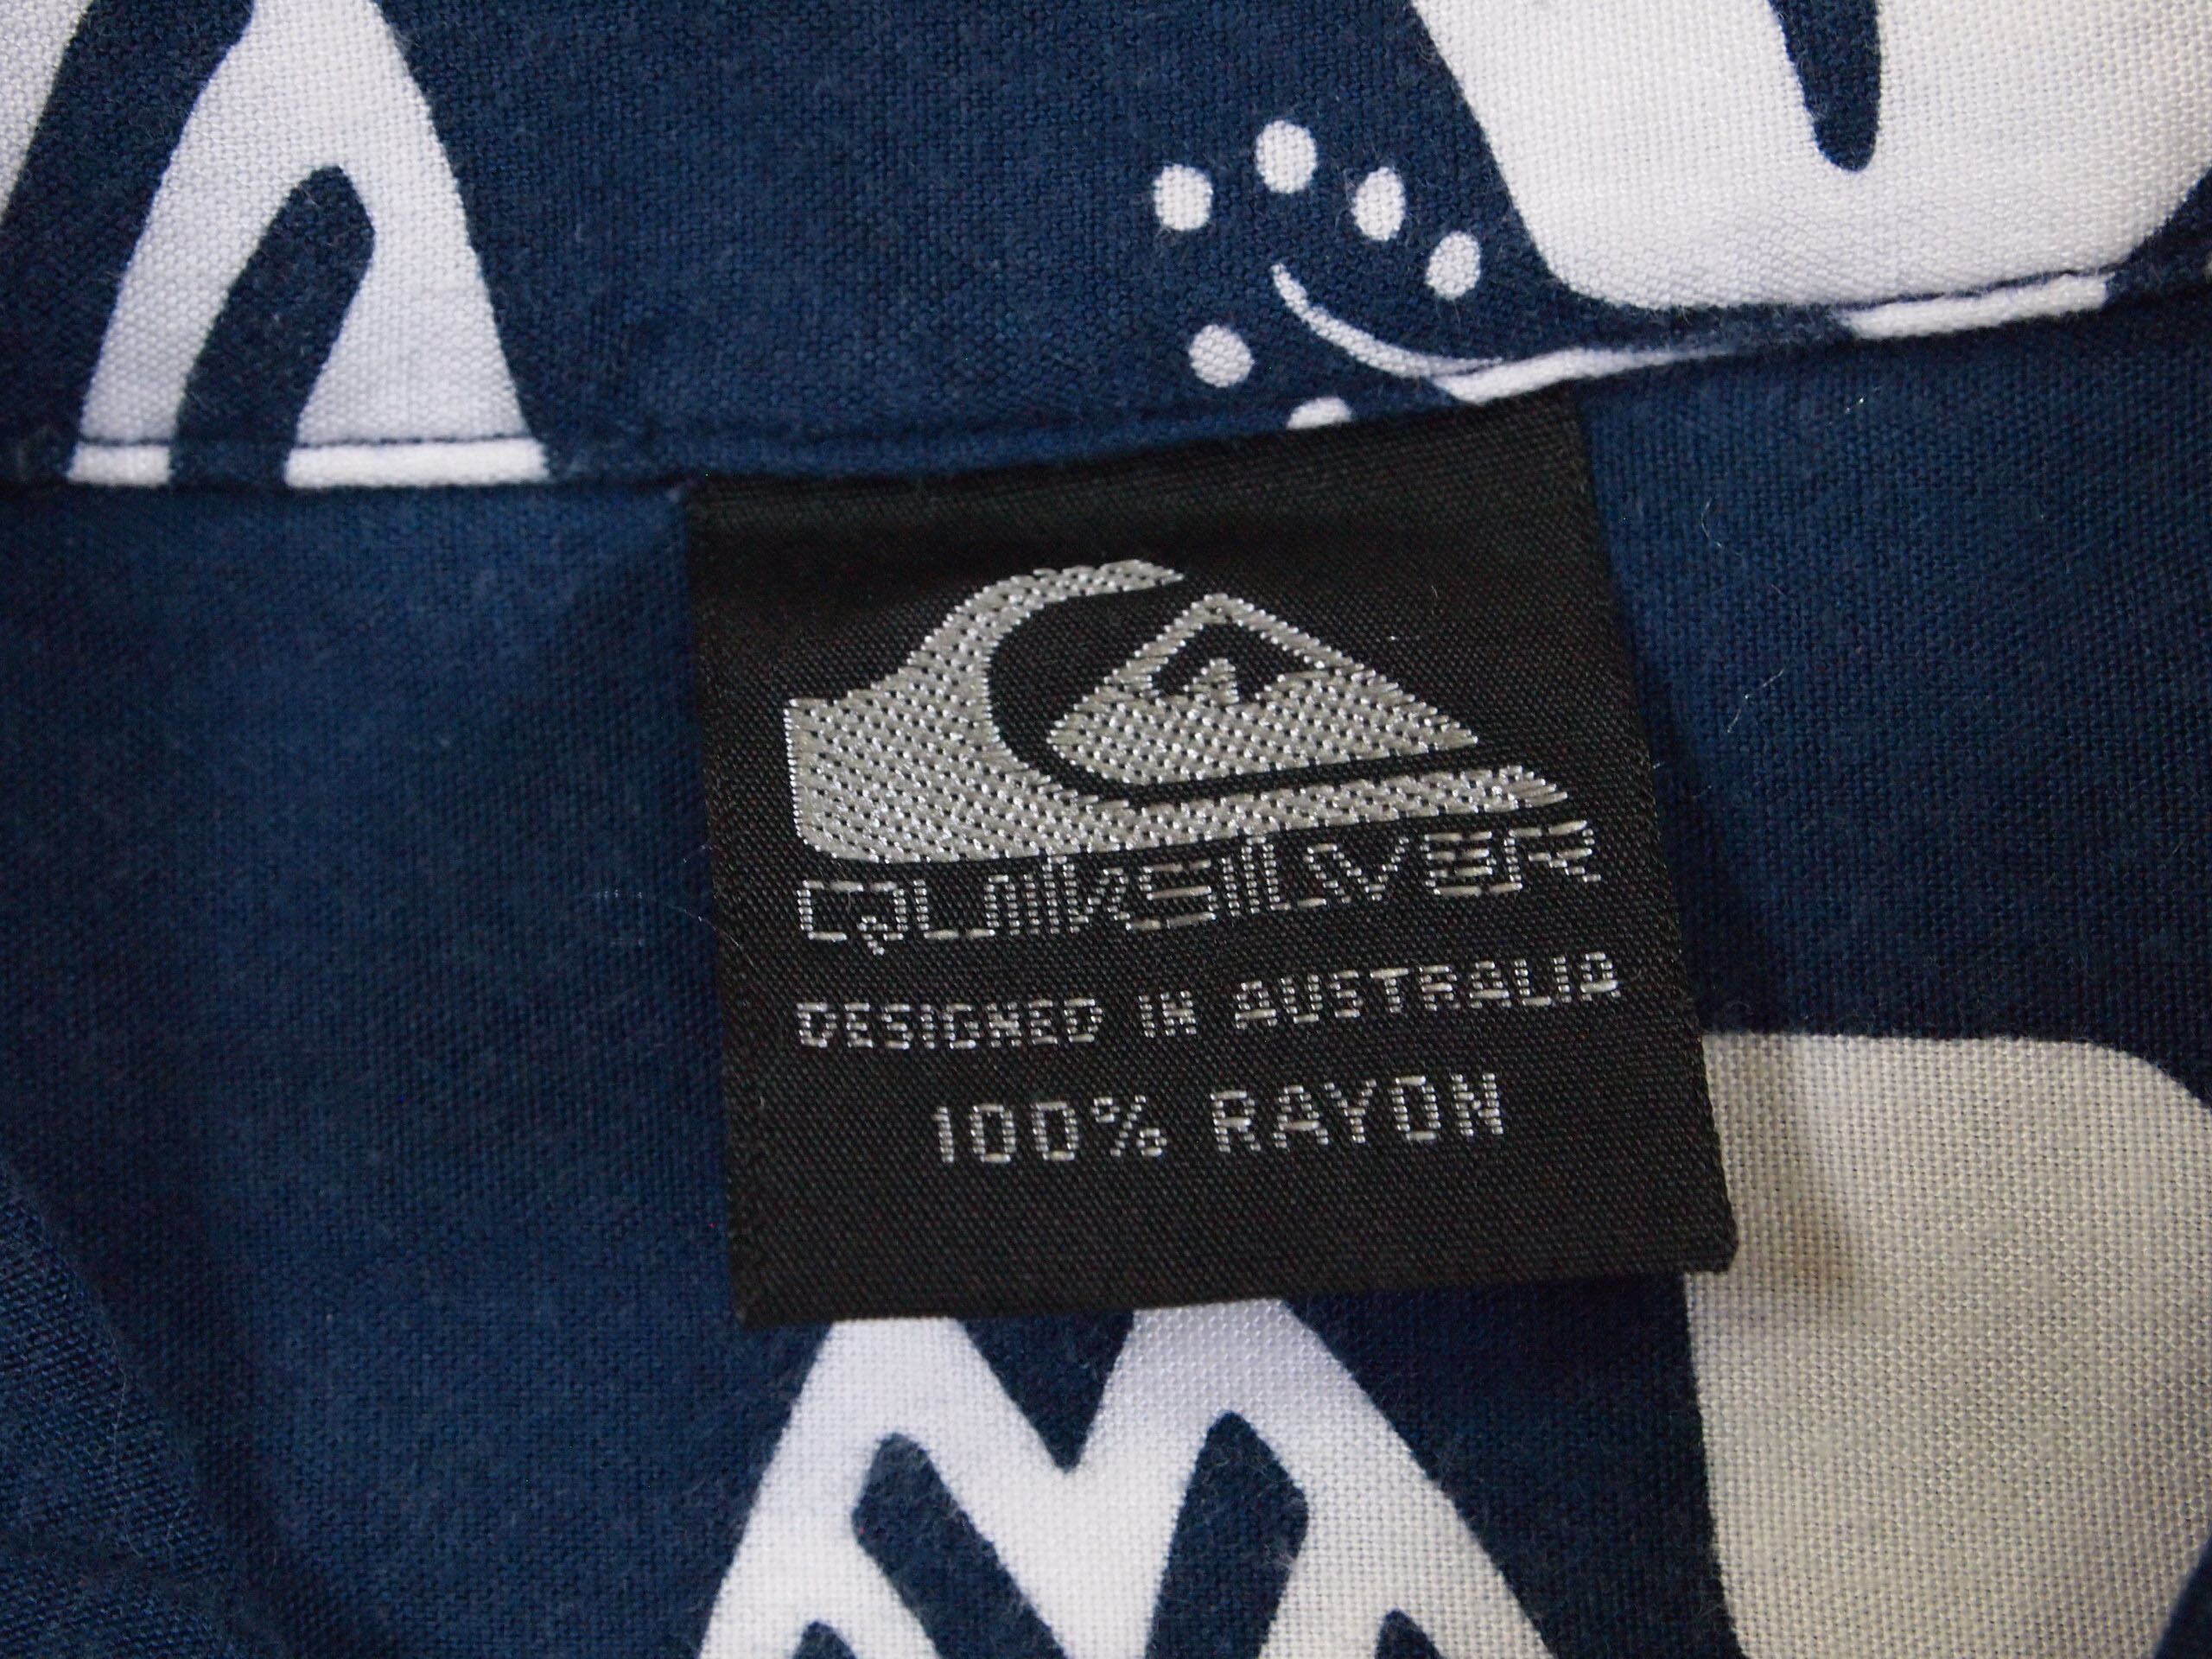 QUIKSILVER
DESIGNED IN AUSTRALIA
100% RAYON